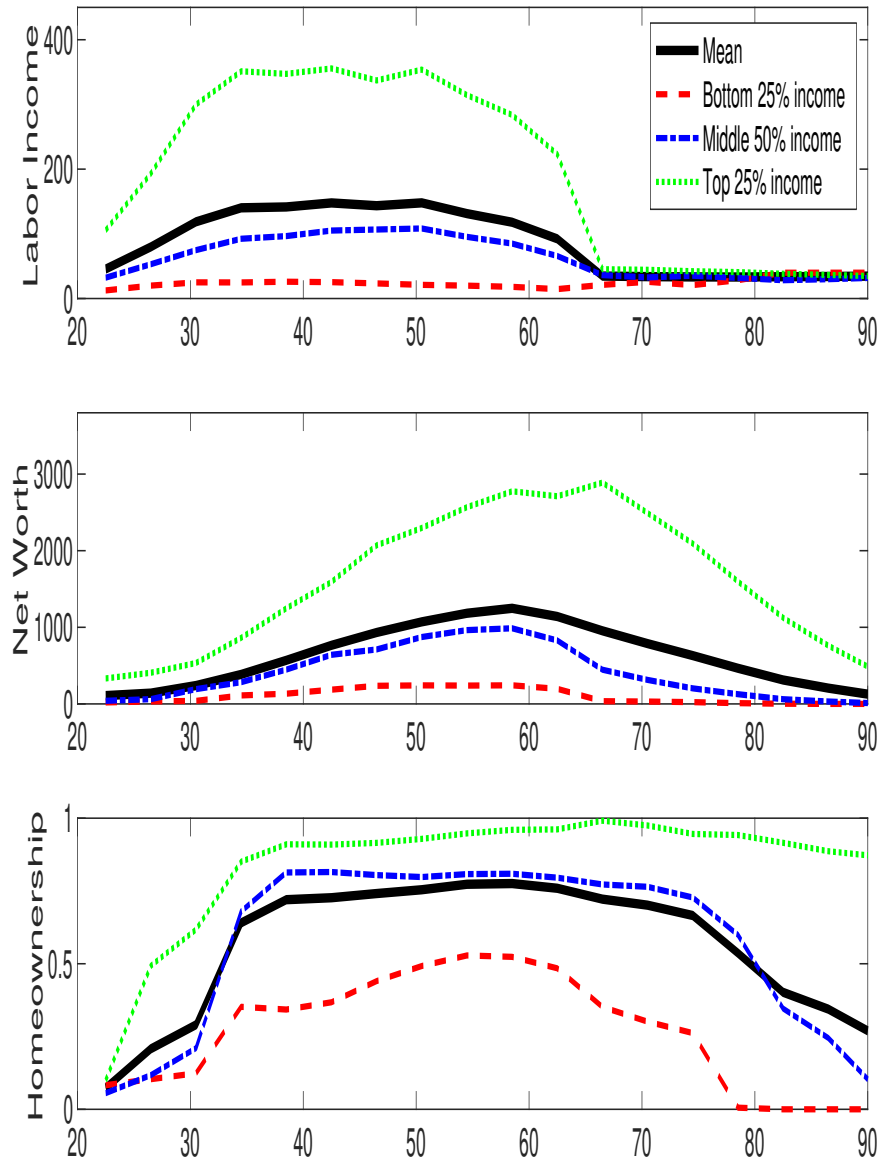 Labor Income
400
200
0
Mean
Bottom 25% income
Middle 50% income
Top 25% income
20 30 40 50 60 70 80 90
Net Worth
3000
2000
1000
0
20 30 40 50 60 70 80 90
Homeownership
1
0.5
0
20 30 40 50 60 70 80 90